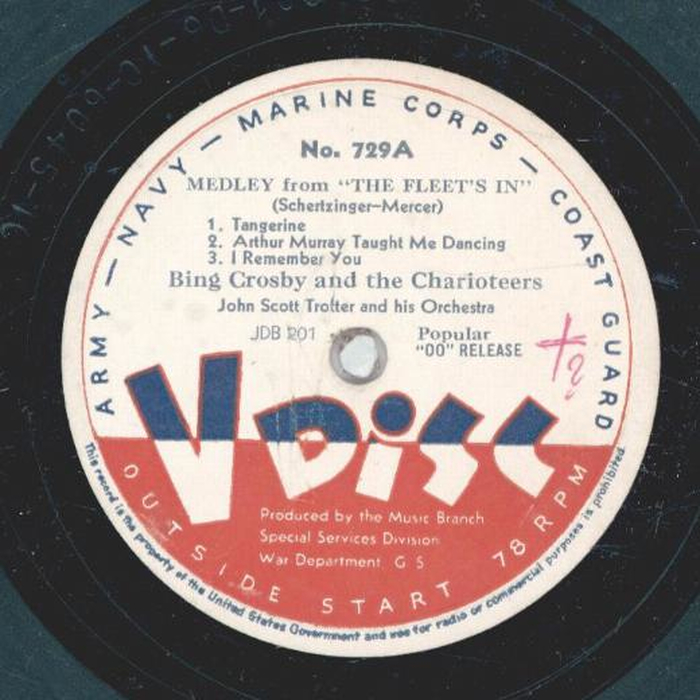 ARMY — NAVY — MARINE CORPS — COAST GUARD
No. 729A
MEDLEY from "THE FLEET'S IN"
(Schertzinger-Mercer)
1. Tangerine
2. Arthur Murray Taught Me Dancing
3. I Remember You
Bing Crosby and the Charioteers
John Scott Trotter and his Orchestra
JDB 201
Popular
"OO" RELEASE
V Disc
Produced by the Music Branch
Special Services Division
War Department G S
OUTSIDE START 78 RPM
This record is the property of the United States Government and use for radio or commercial purposes is prohibited.